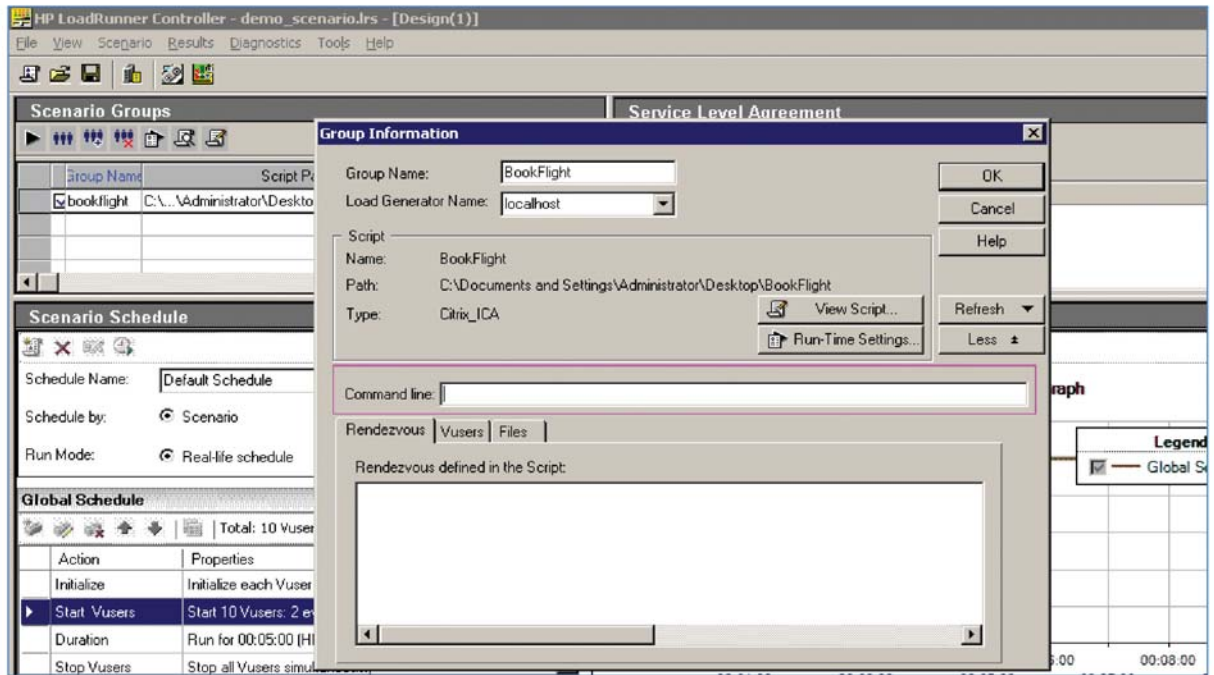 HP LoadRunner Controller - demo_scenario.lrs - [Design(1)]
File View Scenario Results Diagnostics Tools Help
Scenario Groups
Service Level Agreement
Group Name Script
bookflight C:\...\Administrator\Deskto
Group Information
Group Name: BookFlight
Load Generator Name: localhost
OK
Cancel
Help
Script
Name: BookFlight
Path: C:\Documents and Settings\Administrator\Desktop\BookFlight
Type: Citrix_ICA
View Script...
Run-Time Settings...
Refresh
Less
Command line:
Rendezvous Vusers Files
Rendezvous defined in the Script:
Scenario Schedule
Schedule Name: Default Schedule
Schedule by: Scenario
Run Mode: Real-life schedule
Global Schedule
Total: 10 Vuser
Action Properties
Initialize Initialize each Vuser
Start Vusers Start 10 Vusers: 2
Duration Run for 00:05:00
Stop Vusers Stop all Vusers
raph
Legend
Global
00:08:00